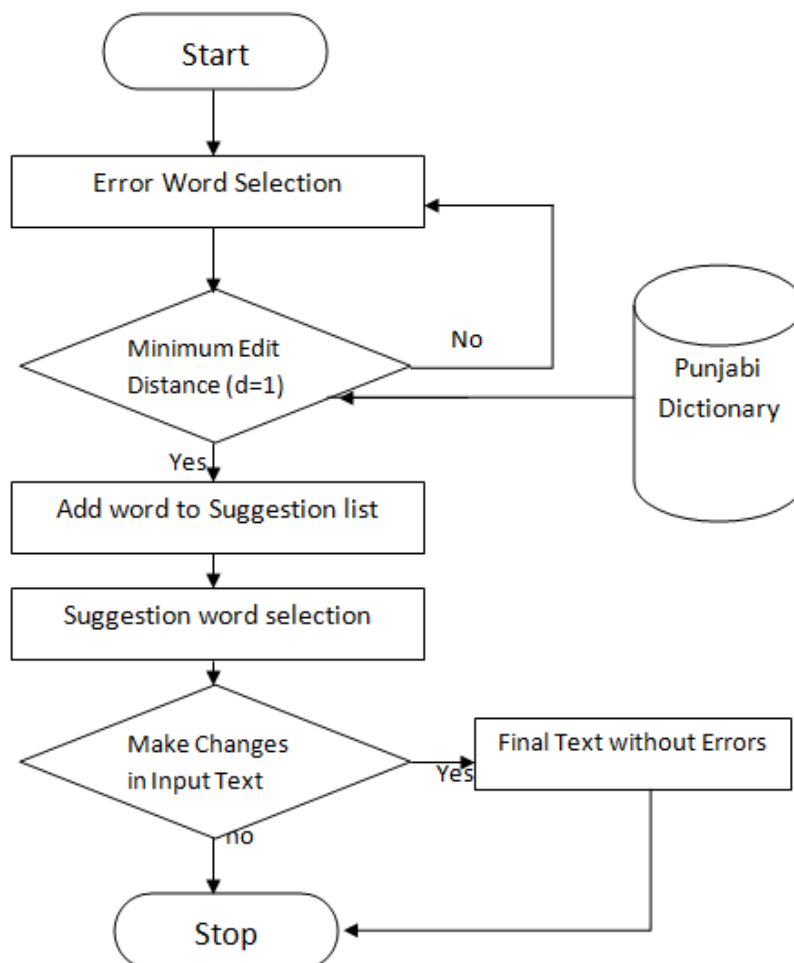 Start
Error Word Selection
No
Minimum Edit
Distance (d=1)
Punjabi
Dictionary
Yes
Add word to Suggestion list
Suggestion word selection
Make Changes
in Input Text
Yes
Final Text without Errors
no
Stop